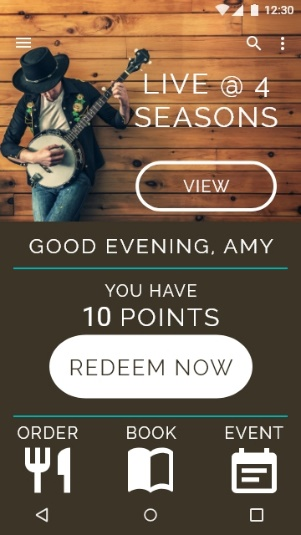 12:30
LIVE @ 4
SEASONS
VIEW
GOOD EVENING, AMY
YOU HAVE
10 POINTS
REDEEM NOW
ORDER BOOK EVENT